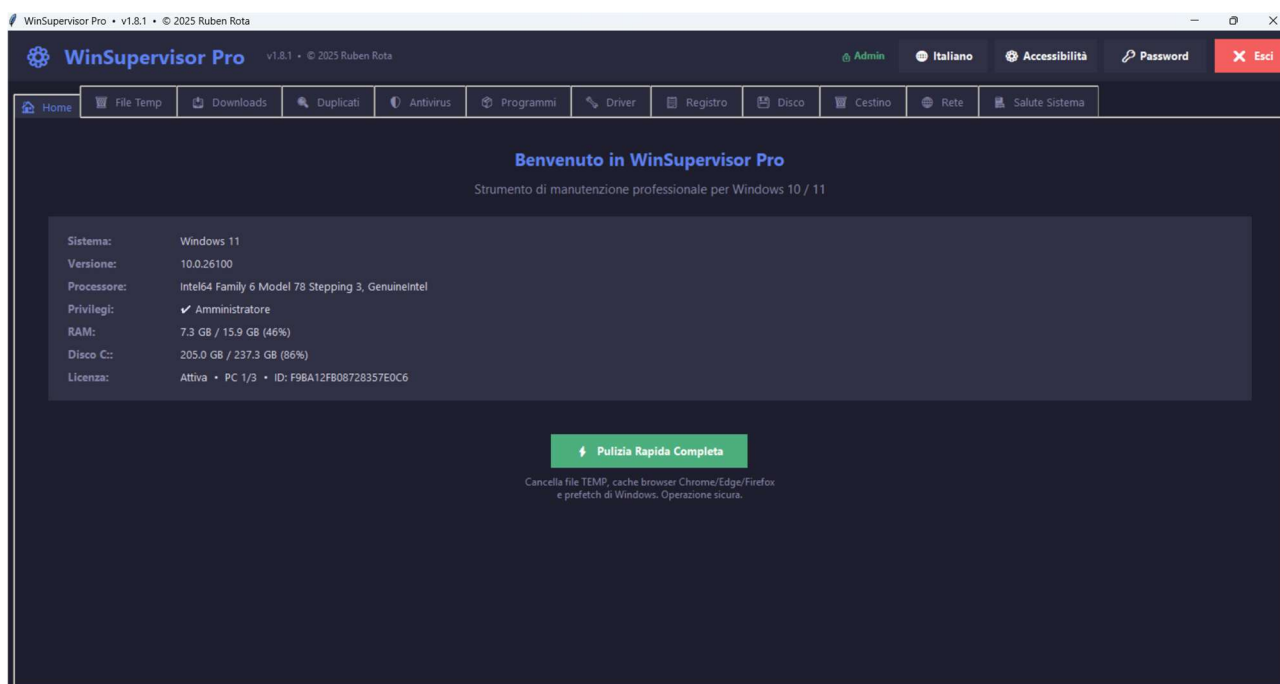 WinSupervisor Pro • v1.8.1 • © 2025 Ruben Rota
WinSupervisor Pro v1.8.1 • © 2025 Ruben Rota Admin Italiano Accessibilità Password Esci
Home File Temp Downloads Duplicati Antivirus Programmi Driver Registro Disco Cestino Rete Salute Sistema
Benvenuto in WinSupervisor Pro
Strumento di manutenzione professionale per Windows 10 / 11
Sistema: Windows 11
Versione: 10.0.26100
Processore: Intel64 Family 6 Model 78 Stepping 3, GenuineIntel
Privilegi: ✔ Amministratore
RAM: 7.3 GB / 15.9 GB (46%)
Disco C:: 205.0 GB / 237.3 GB (86%)
Licenza: Attiva • PC 1/3 • ID: F9BA12FB08728357E0C6
Pulizia Rapida Completa
Cancella file TEMP, cache browser Chrome/Edge/Firefox
e prefetch di Windows. Operazione sicura.